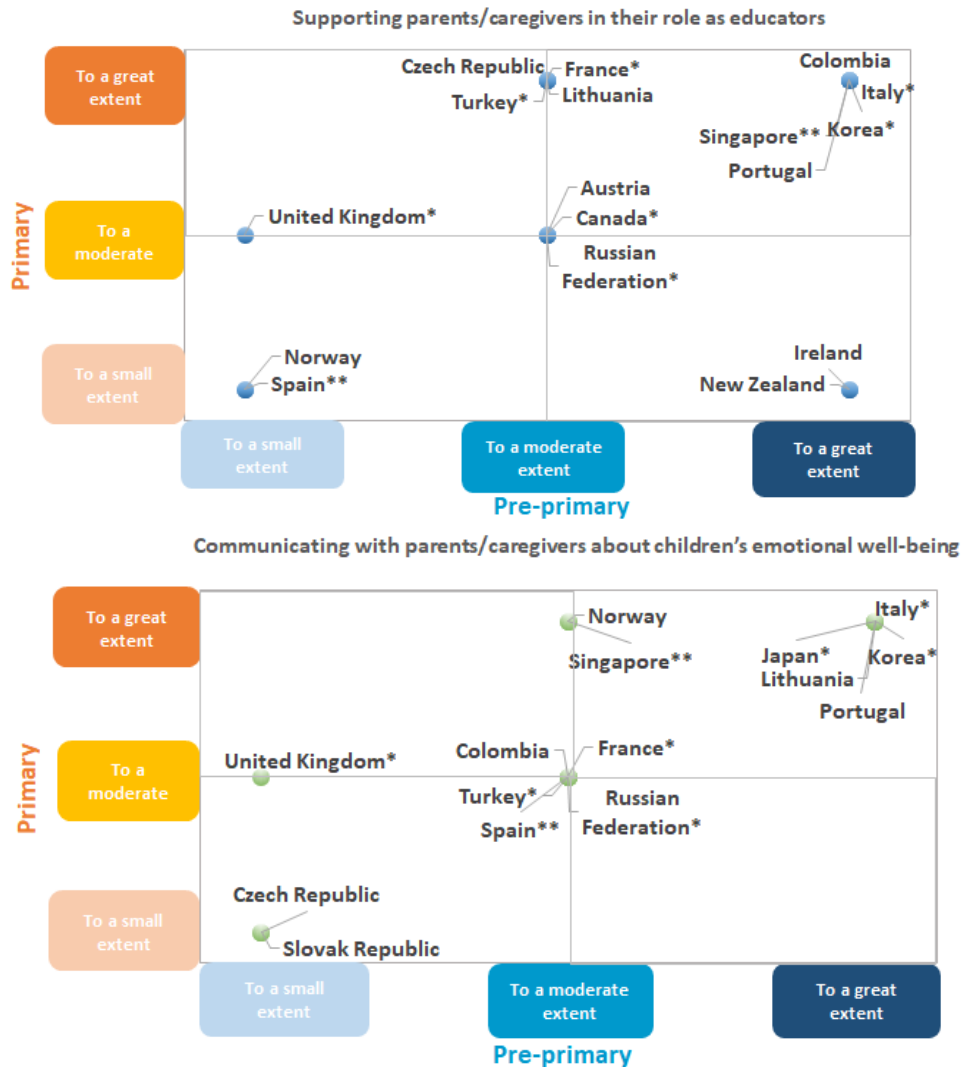 Supporting parents/caregivers in their role as educators
To a great
extent
Czech Republic
France*
Turkey*
Lithuania
Colombia
Italy*
Singapore**
Korea*
Portugal
Primary
To a
moderate
United Kingdom*
Austria
Canada*
Russian
Federation*
To a small
extent
Norway
Spain**
Ireland
New Zealand
To a small
extent
To a moderate
extent
To a great
extent
Pre-primary
Communicating with parents/caregivers about children's emotional well-being
To a great
extent
Norway
Singapore**
Italy*
Japan*
Korea*
Lithuania
Portugal
Primary
To a
moderate
United Kingdom*
Colombia
France*
Turkey*
Spain**
Russian
Federation*
To a small
extent
Czech Republic
Slovak Republic
To a small
extent
To a moderate
extent
To a great
extent
Pre-primary